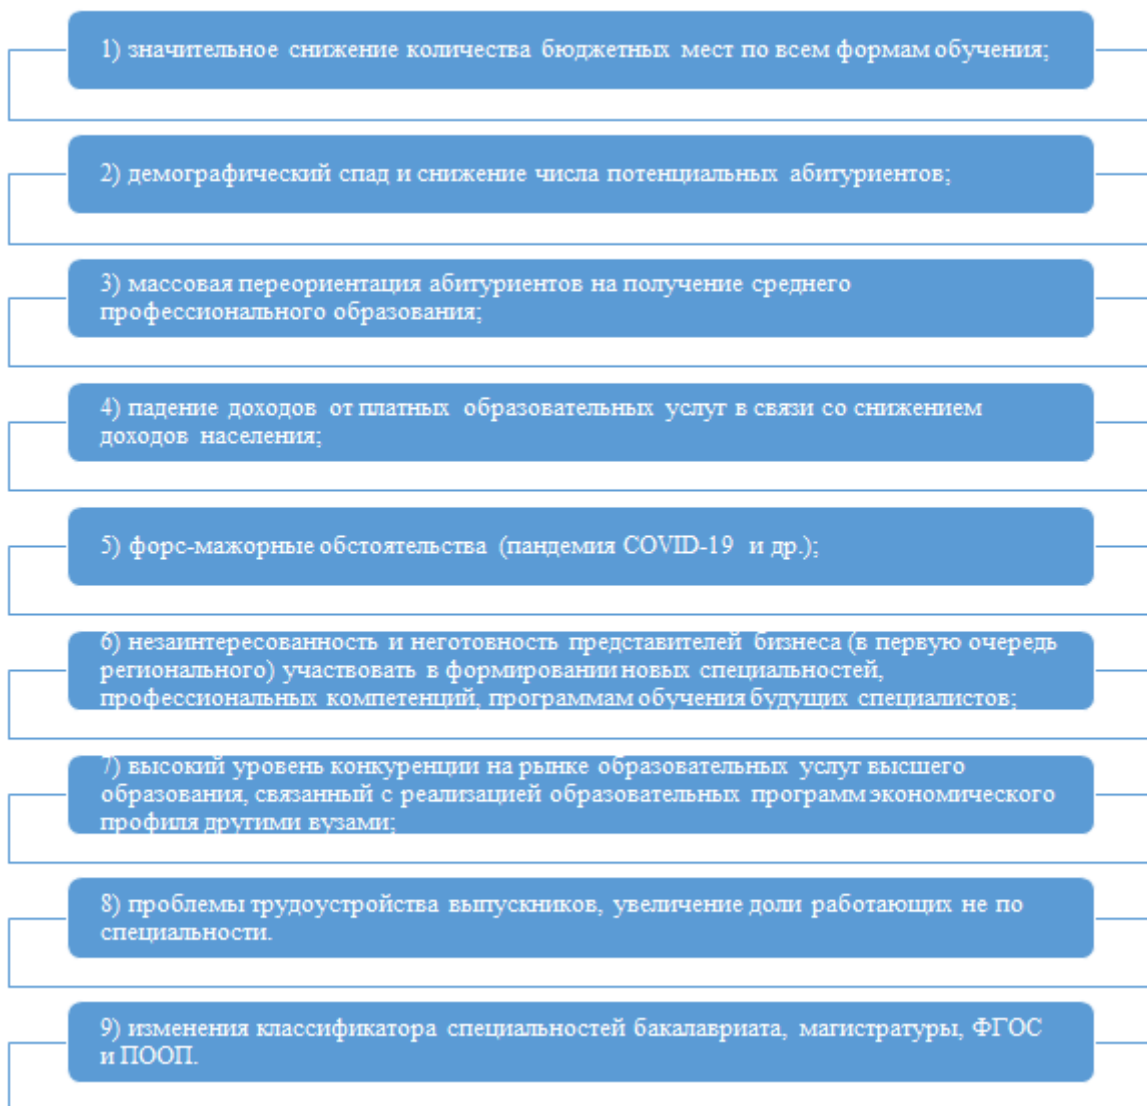 1) значительное снижение количества бюджетных мест по всем формам обучения;
2) демографический спад и снижение числа потенциальных абитуриентов;
3) массовая переориентация абитуриентов на получение среднего
профессионального образования;
4) падение доходов от платных образовательных услуг в связи со снижением
доходов населения;
5) форс-мажорные обстоятельства (пандемия COVID-19 и др.);
6) незаинтересованность и неготовность представителей бизнеса (в первую очередь
регионального) участвовать в формировании новых специальностей,
профессиональных компетенций, программам обучения будущих специалистов;
7) высокий уровень конкуренции на рынке образовательных услуг высшего
образования, связанный с реализацией образовательных программ экономического
профиля другими вузами;
8) проблемы трудоустройства выпускников, увеличение доли работающих не по
специальности.
9) изменения классификатора специальностей бакалавриата, магистратуры, ФГОС
и ПООП.